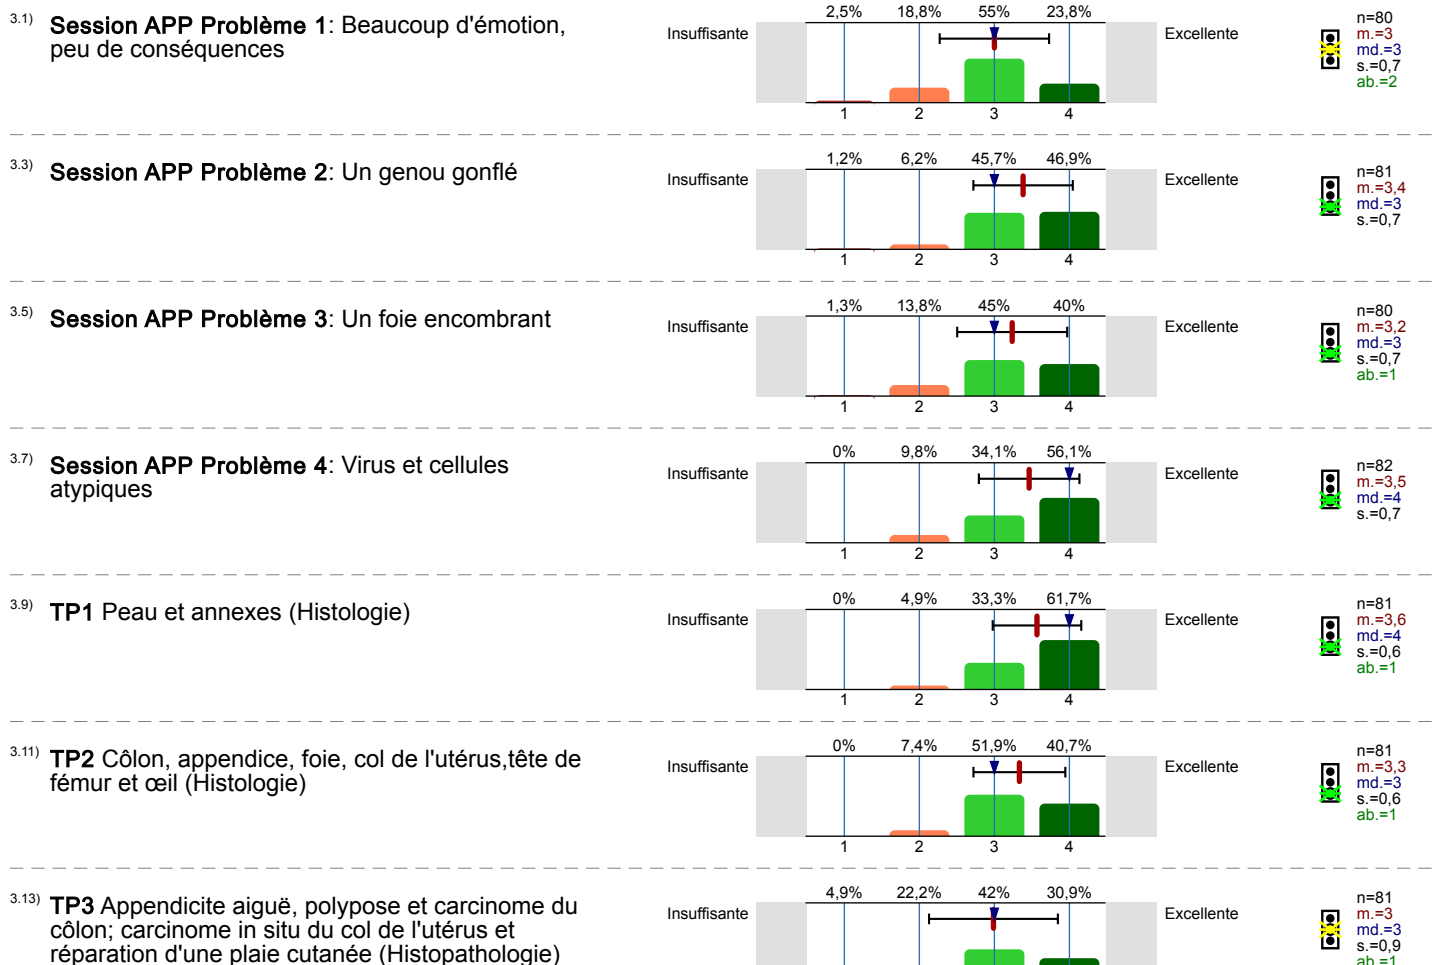 3.1) Session APP Problème 1: Beaucoup d'émotion,
peu de conséquences
Insuffisante
2,5% 18,8% 55% 23,8%
1 2 3 4
Excellente
n=80
m.=3
md.=3
s.=0,7
ab.=2
3.3) Session APP Problème 2: Un genou gonflé
Insuffisante
1,2% 6,2% 45,7% 46,9%
1 2 3 4
Excellente
n=81
m.=3,4
md.=3
s.=0,7
3.5) Session APP Problème 3: Un foie encombrant
Insuffisante
1,3% 13,8% 45% 40%
1 2 3 4
Excellente
n=80
m.=3,2
md.=3
s.=0,7
ab.=1
3.7) Session APP Problème 4: Virus et cellules
atypiques
Insuffisante
0% 9,8% 34,1% 56,1%
1 2 3 4
Excellente
n=82
m.=3,5
md.=4
s.=0,7
3.9) TP1 Peau et annexes (Histologie)
Insuffisante
0% 4,9% 33,3% 61,7%
1 2 3 4
Excellente
n=81
m.=3,6
md.=4
s.=0,6
ab.=1
3.11) TP2 Côlon, appendice, foie, col de l'utérus,tête de
fémur et œil (Histologie)
Insuffisante
0% 7,4% 51,9% 40,7%
1 2 3 4
Excellente
n=81
m.=3,3
md.=3
s.=0,6
ab.=1
3.13) TP3 Appendicite aiguë, polypose et carcinome du
côlon; carcinome in situ du col de l'utérus et
réparation d'une plaie cutanée (Histopathologie)
Insuffisante
4,9% 22,2% 42% 30,9%
Excellente
n=81
m.=3
md.=3
s.=0,9
ab.=1